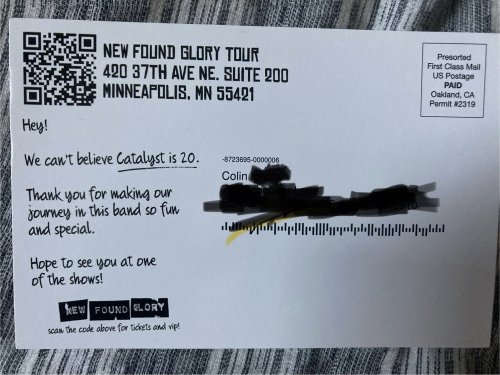 NEW FOUND GLORY TOUR
420 37TH AVE NE. SUITE 200
MINNEAPOLIS, MN 55421
Presorted
First Class Mail
US Postage
PAID
Oakland, CA
Permit #2319
Hey!
We can't believe Catalyst is 20.
Thank you for making our
journey in this band so fun
and special.
Hope to see you at one
of the shows!
NEW FOUND GLORY
scan the code above for tickets and vip!
-8723695-0000006
Colin